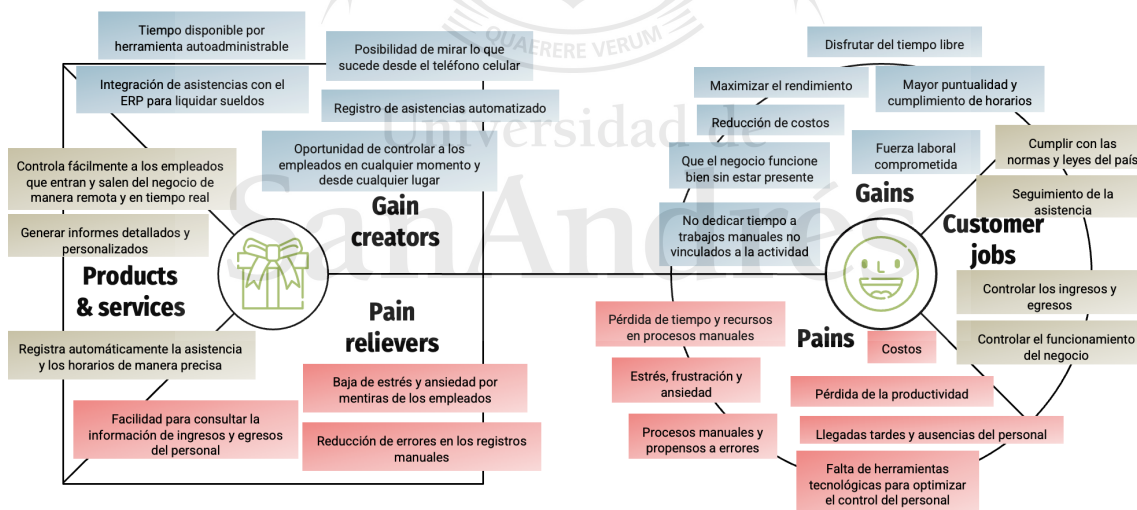 QUAERERE VERUM
Universidad de
SanAndrés
Tiempo disponible por
herramienta autoadministrable
Posibilidad de mirar lo que
sucede desde el teléfono celular
Integración de asistencias con el
ERP para liquidar sueldos
Registro de asistencias automatizado
Oportunidad de controlar a los
empleados en cualquier momento y
desde cualquier lugar
Controla fácilmente a los empleados
que entran y salen del negocio de
manera remota y en tiempo real
Generar informes detallados y
personalizados
Gain
creators
Products
& services
Pain
relievers
Registra automáticamente la asistencia
y los horarios de manera precisa
Baja de estrés y ansiedad por
mentiras de los empleados
Facilidad para consultar la
información de ingresos y egresos
del personal
Reducción de errores en los registros
manuales
Disfrutar del tiempo libre
Maximizar el rendimiento
Mayor puntualidad y
cumplimiento de horarios
Reducción de costos
Fuerza laboral
comprometida
Cumplir con las
normas y leyes del país
Que el negocio funcione
bien sin estar presente
Gains
Seguimiento de la
asistencia
No dedicar tiempo a
trabajos manuales no
vinculados a la actividad
Customer
jobs
Controlar los ingresos y
egresos
Pérdida de tiempo y recursos
en procesos manuales
Pains
Costos
Controlar el funcionamiento
del negocio
Estrés, frustración y
ansiedad
Pérdida de la productividad
Procesos manuales y
propensos a errores
Llegadas tardes y ausencias del personal
Falta de herramientas
tecnológicas para optimizar
el control del personal